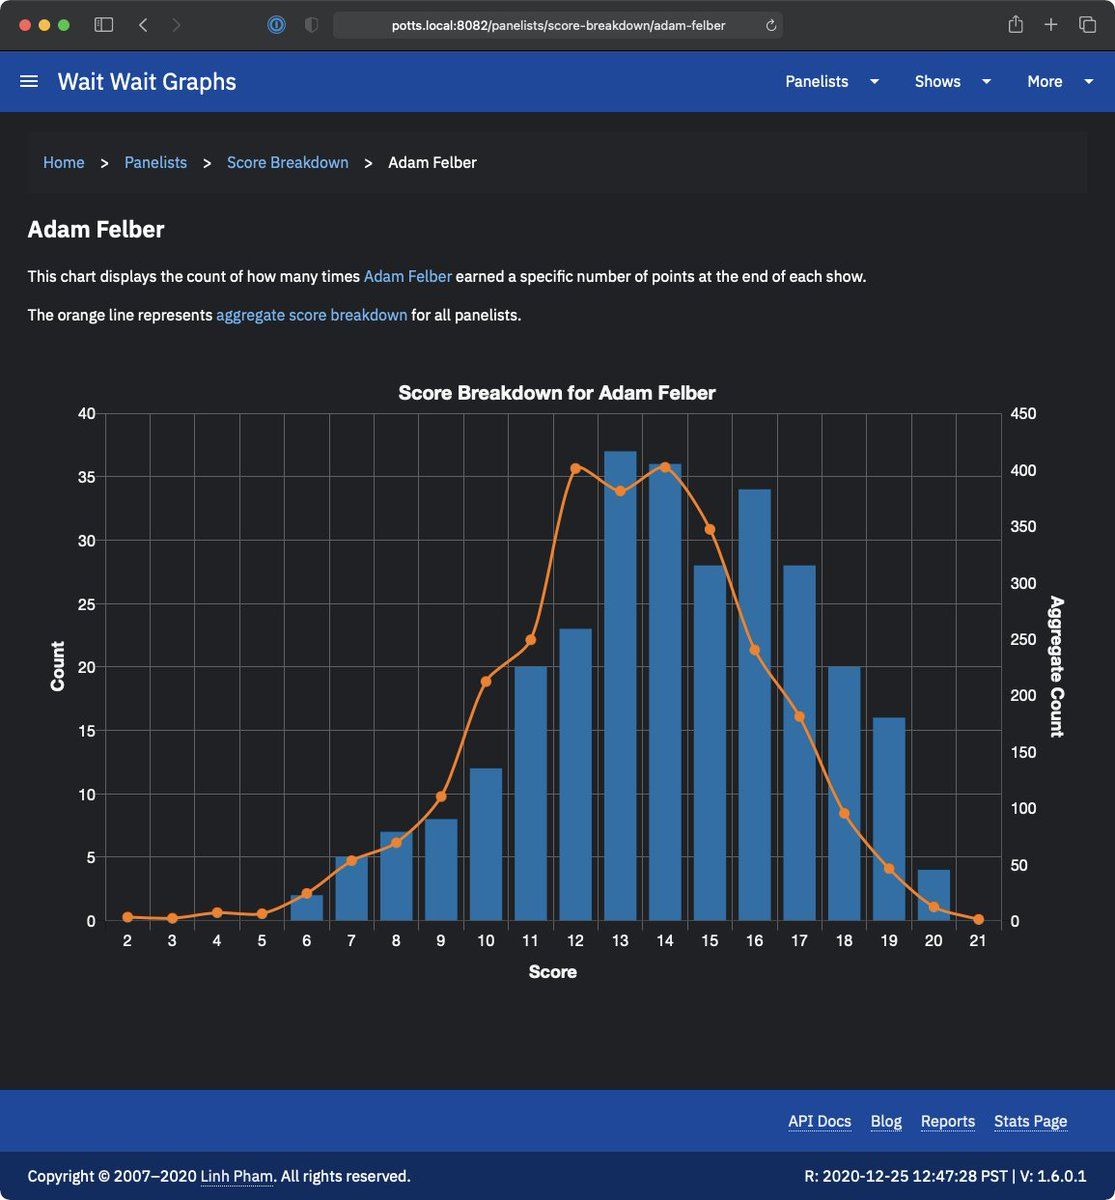 potts.local:8082/panelists/score-breakdown/adam-felber
Wait Wait Graphs
Panelists Shows More
Home > Panelists > Score Breakdown > Adam Felber
Adam Felber
This chart displays the count of how many times Adam Felber earned a specific number of points at the end of each show.
The orange line represents aggregate score breakdown for all panelists.
Score Breakdown for Adam Felber
40
35
30
25
20
15
10
5
0
Count
450
400
350
300
250
200
150
100
50
0
Aggregate Count
2 3 4 5 6 7 8 9 10 11 12 13 14 15 16 17 18 19 20 21
Score
API Docs Blog Reports Stats Page
Copyright © 2007–2020 Linh Pham. All rights reserved.
R: 2020-12-25 12:47:28 PST | V: 1.6.0.1